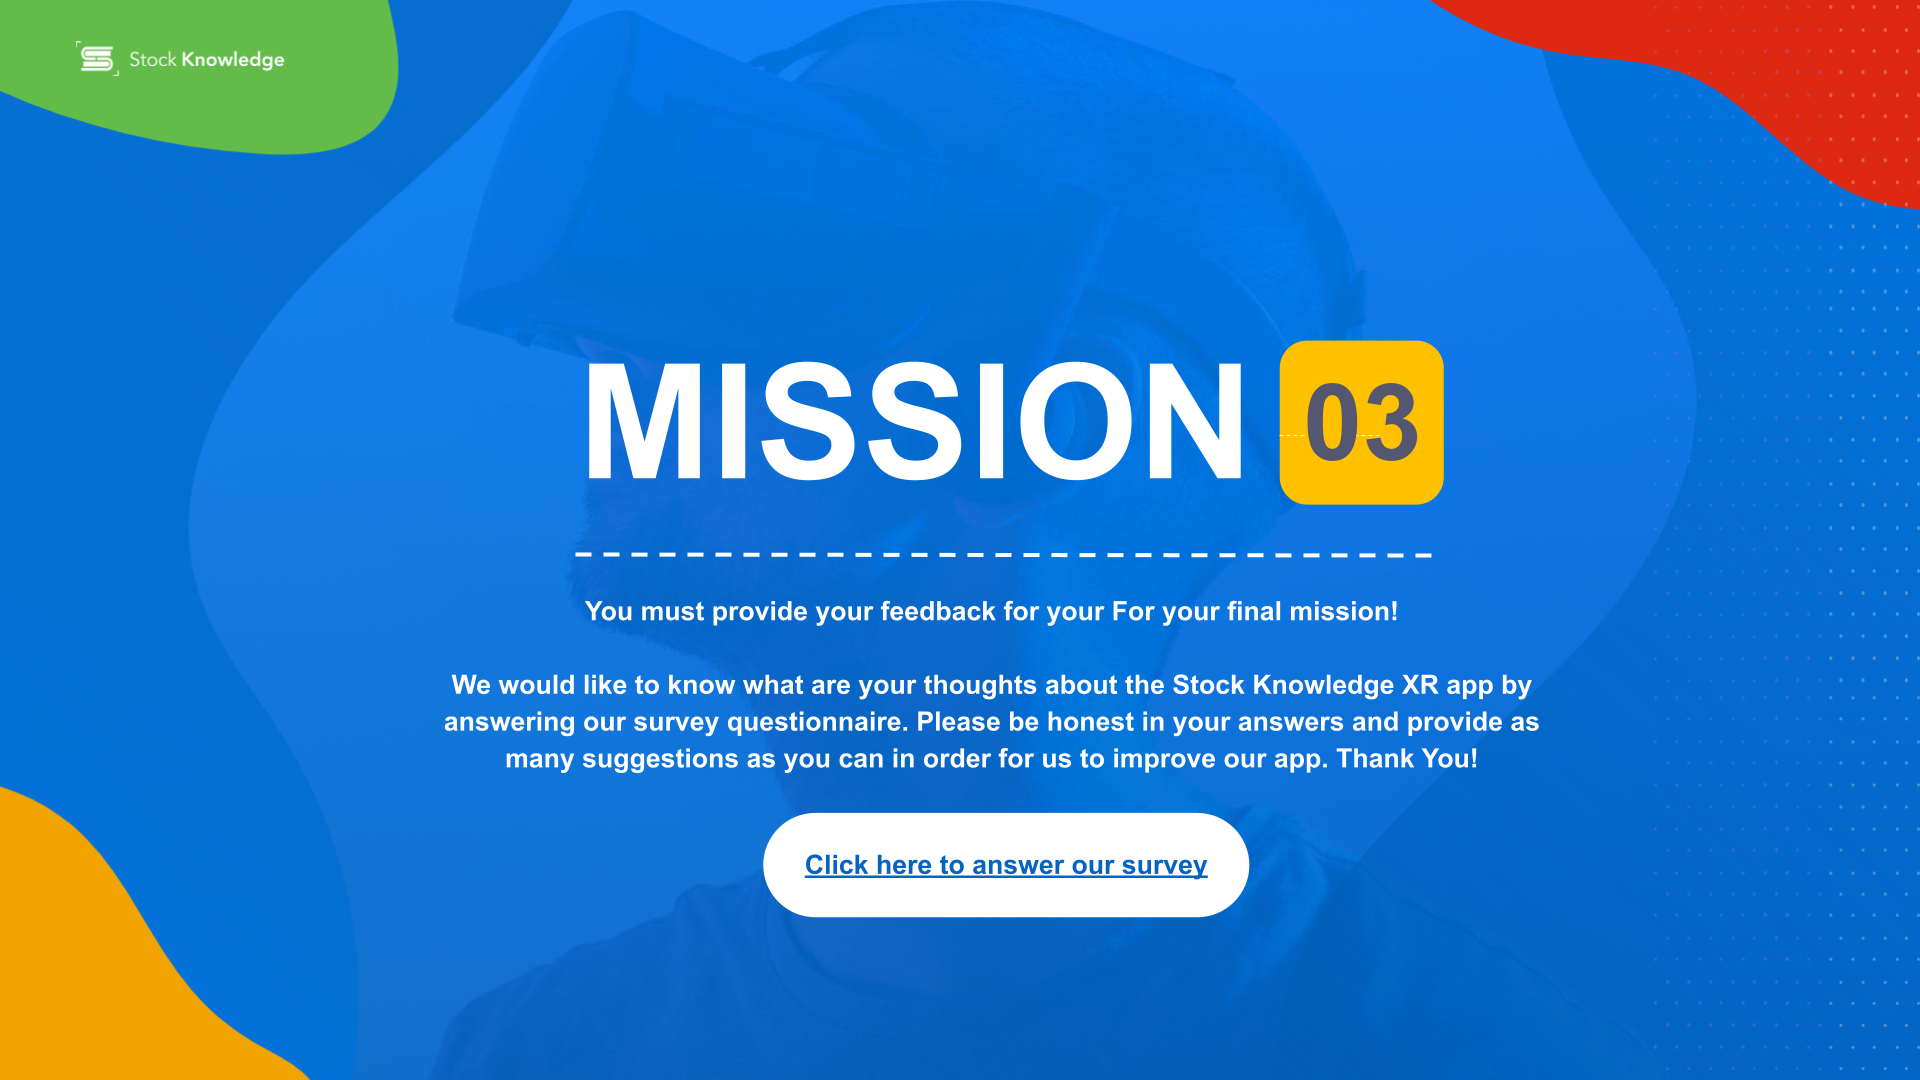 Stock Knowledge
MISSION 03
You must provide your feedback for your For your final mission!
We would like to know what are your thoughts about the Stock Knowledge XR app by
answering our survey questionnaire. Please be honest in your answers and provide as
many suggestions as you can in order for us to improve our app. Thank You!
Click here to answer our survey